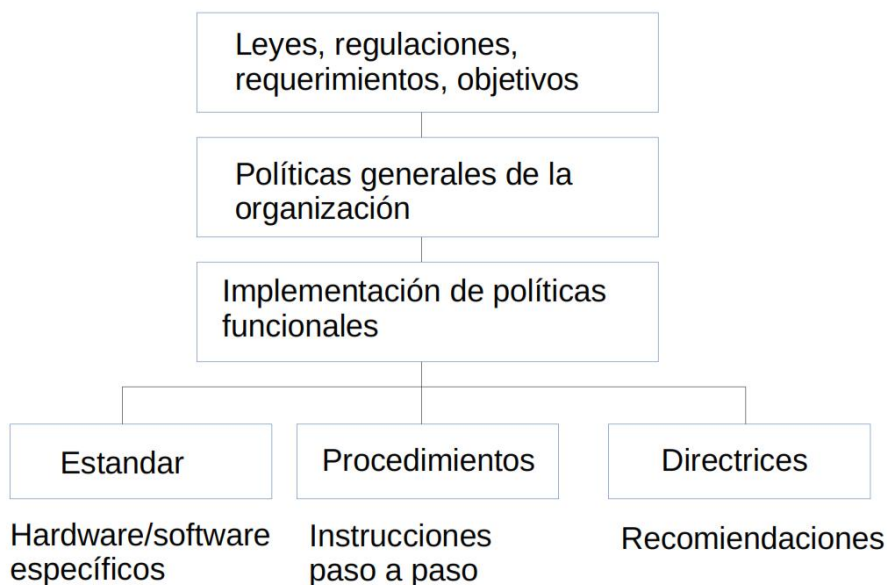 Leyes, regulaciones,
requerimientos, objetivos
Políticas generales de la
organización
Implementación de políticas
funcionales
Estandar
Procedimientos
Directrices
Hardware/software
específicos
Instrucciones
paso a paso
Recomiendaciones